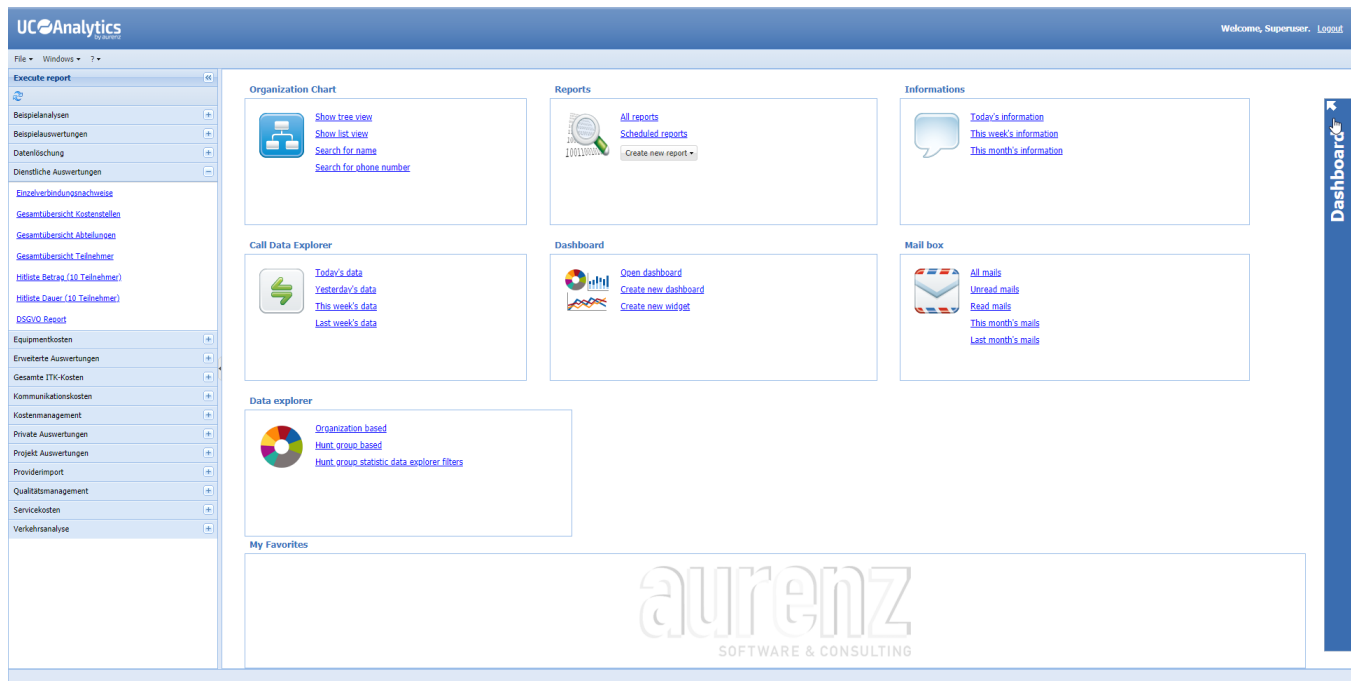 UC Analytics
by aurenz
Welcome, Superuser. Logout
File Windows ?
Execute report
Beispielanalysen
Beispielauswertungen
Datenlöschung
Dienstliche Auswertungen
Einzelverbindungsnachweise
Gesamtübersicht Kostenstellen
Gesamtübersicht Abteilungen
Gesamtübersicht Teilnehmer
Hitliste Betrag (10 Teilnehmer)
Hitliste Dauer (10 Teilnehmer)
DSGVO Report
Equipmentkosten
Erweiterte Auswertungen
Gesamte ITK-Kosten
Kommunikationskosten
Kostenmanagement
Private Auswertungen
Projekt Auswertungen
Providerimport
Qualitätsmanagement
Servicekosten
Verkehrsanalyse
Organization Chart
Show tree view
Show list view
Search for name
Search for phone number
Reports
All reports
Scheduled reports
Create new report
Informations
Today's information
This week's information
This month's information
Call Data Explorer
Today's data
Yesterday's data
This week's data
Last week's data
Dashboard
Open dashboard
Create new dashboard
Create new widget
Mail box
All mails
Unread mails
Read mails
This month's mails
Last month's mails
Data explorer
Organization based
Hunt group based
Hunt group statistic data explorer filters
My Favorites
aurenz
SOFTWARE & CONSULTING
Dashboard